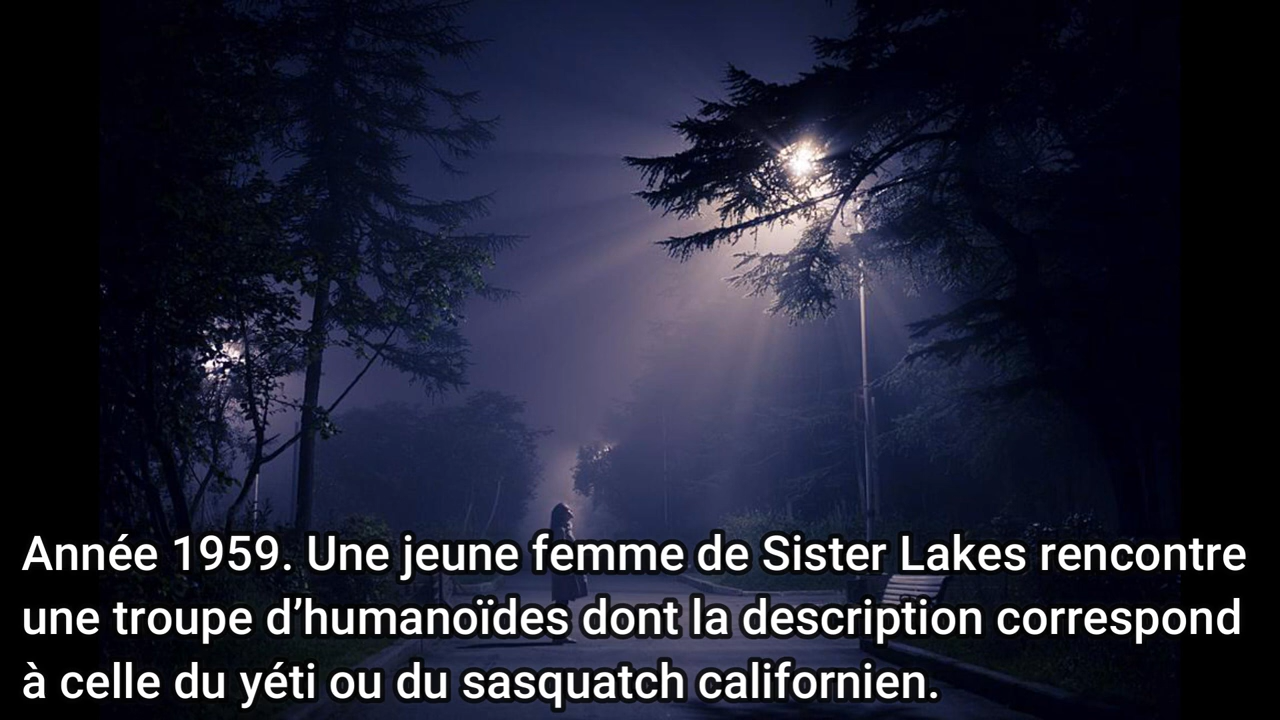 Année 1959. Une jeune femme de Sister Lakes rencontre
une troupe d’humanoïdes dont la description correspond
à celle du yéti ou du sasquatch californien.